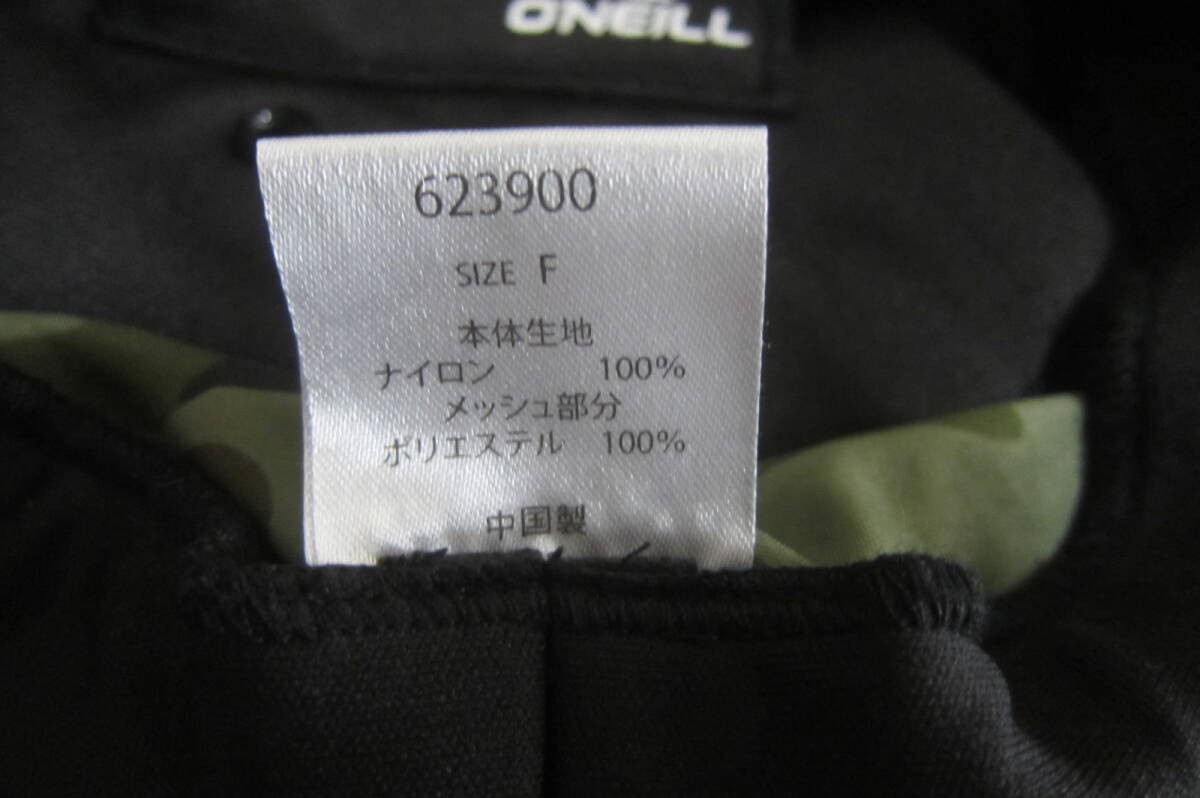 ONEILL
623900
SIZE F
本体生地
ナイロン 100%
メッシュ部分
ポリエステル 100%
中国製